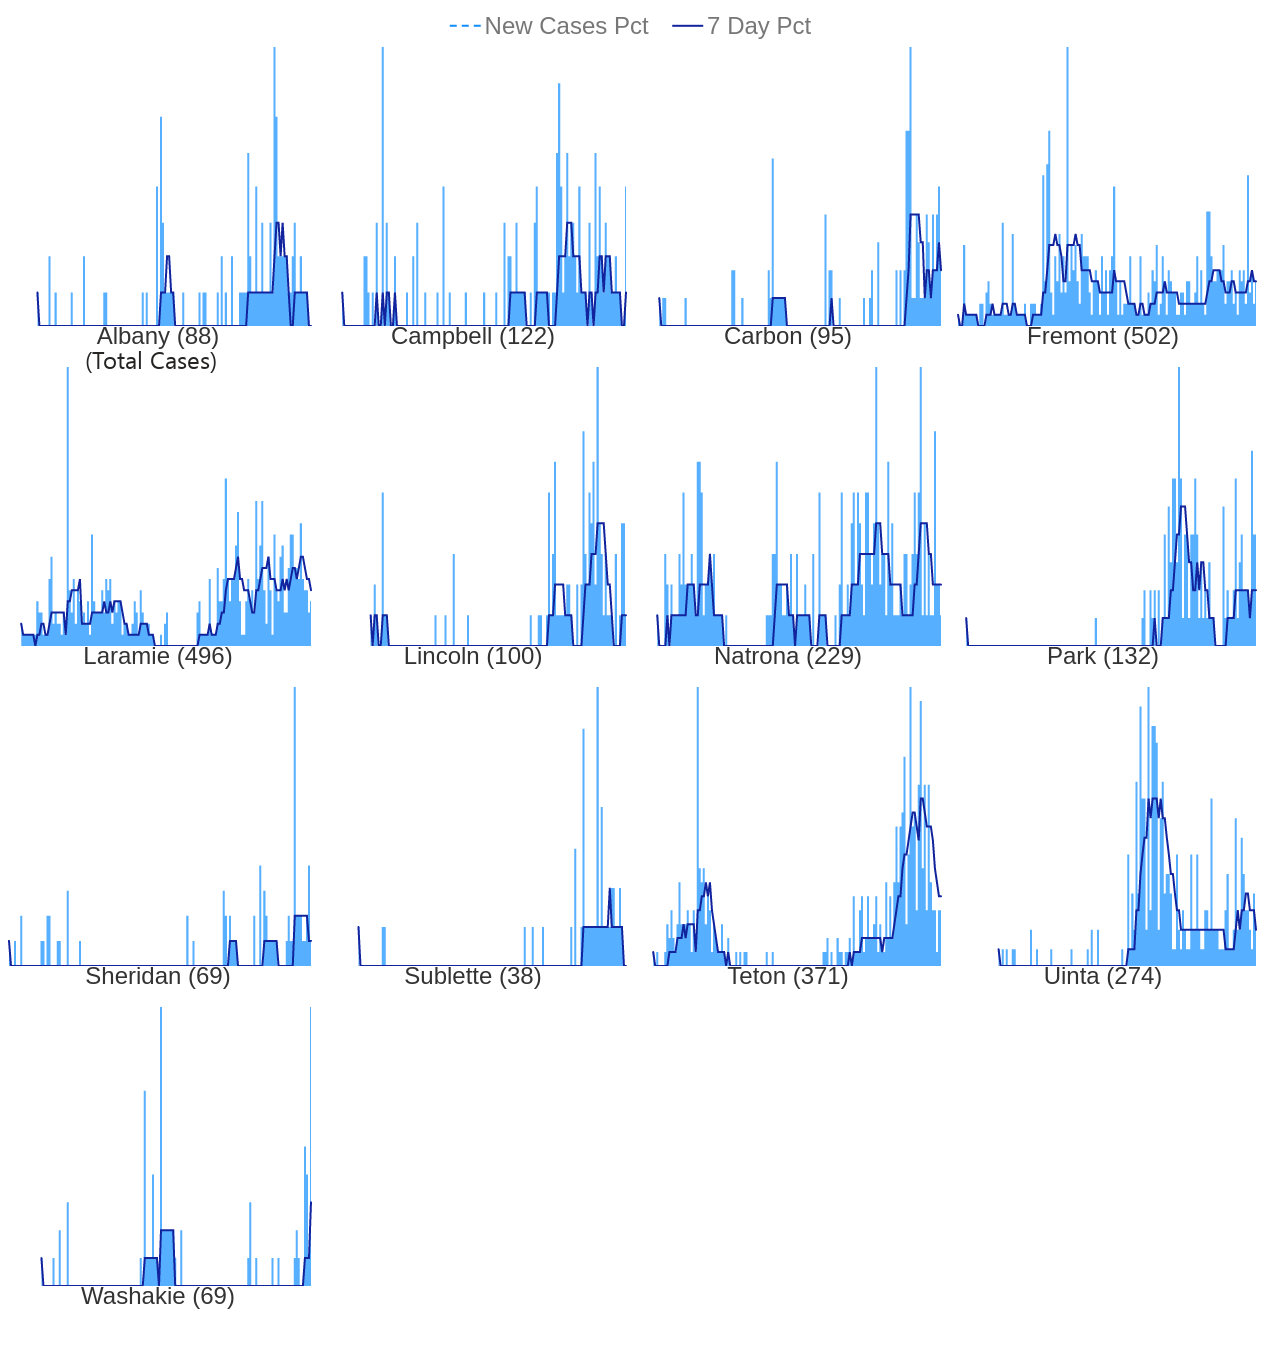 New Cases Pct 7 Day Pct
Albany (88) Campbell (122) Carbon (95) Fremont (502)
(Total Cases)
Laramie (496) Lincoln (100) Natrona (229) Park (132)
Sheridan (69) Sublette (38) Teton (371) Uinta (274)
Washakie (69)